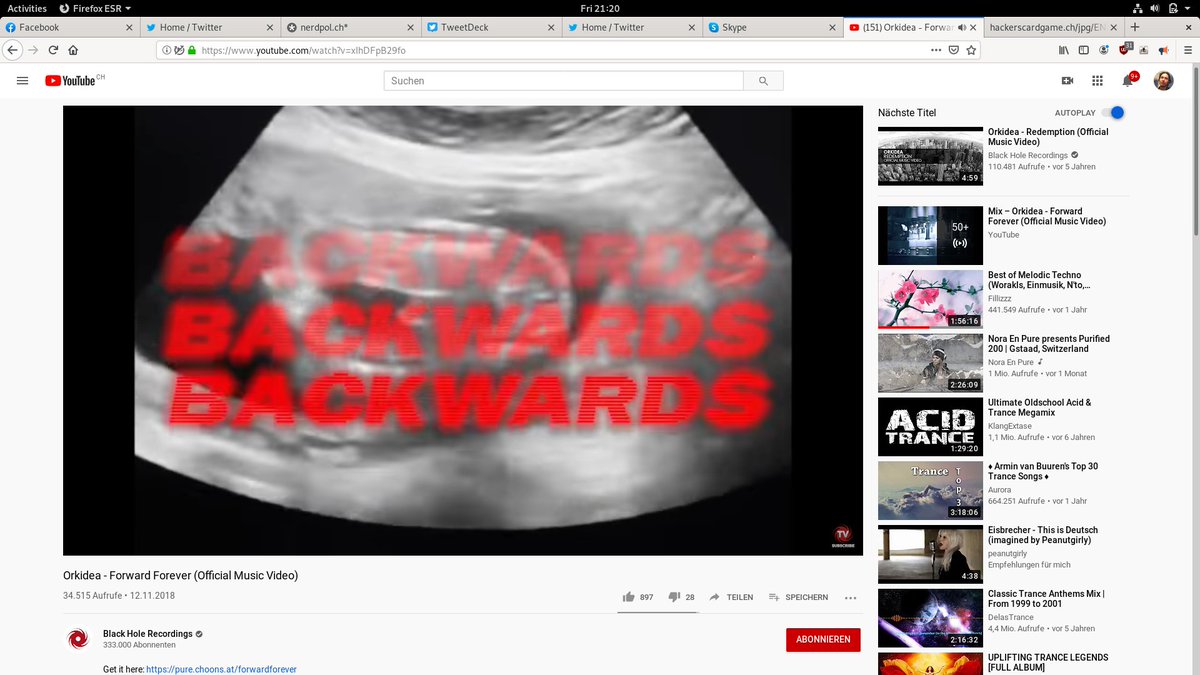 Activities Firefox ESR Fri 21:20
Facebook Home / Twitter nerdpol.ch* TweetDeck Home / Twitter Skype (151) Orkidea - Forwa hackerscardgame.ch/jpg/EN
https://www.youtube.com/watch?v=xlhDFpB29fo
YouTube CH Suchen 9+
BACKWARDS
BACKWARDS
BACKWARDS
TV
SUBSCRIBE
Orkidea - Forward Forever (Official Music Video)
34.515 Aufrufe • 12.11.2018 897 28 TEILEN SPEICHERN
Black Hole Recordings
333.000 Abonnenten
ABONNIEREN
Get it here: https://pure.choons.at/forwardforever
Nächste Titel AUTOPLAY
ORKIDEA
REDEMPTION
OFFICIAL MUSIC VIDEO
4:59
Orkidea - Redemption (Official
Music Video)
Black Hole Recordings
110.481 Aufrufe • vor 5 Jahren
50+
Mix – Orkidea - Forward
Forever (Official Music Video)
YouTube
1:56:16
Best of Melodic Techno
(Worakls, Einmusik, N'to,...
Fillizzz
441.549 Aufrufe • vor 1 Jahr
2:26:09
Nora En Pure presents Purified
200 | Gstaad, Switzerland
Nora En Pure
1 Mio. Aufrufe • vor 1 Monat
ACID
TRANCE
1:29:20
Ultimate Oldschool Acid &
Trance Megamix
KlangExtase
1,1 Mio. Aufrufe • vor 6 Jahren
Trance Top 3
3:18:06
♦ Armin van Buuren's Top 30
Trance Songs ♦
Aurora
664.251 Aufrufe • vor 1 Jahr
4:38
Eisbrecher - This is Deutsch
(imagined by Peanutgirly)
peanutgirly
Empfehlungen für mich
2:16:32
Classic Trance Anthems Mix |
From 1999 to 2001
DelasTrance
4,4 Mio. Aufrufe • vor 5 Jahren
UPLIFTING TRANCE LEGENDS
[FULL ALBUM]